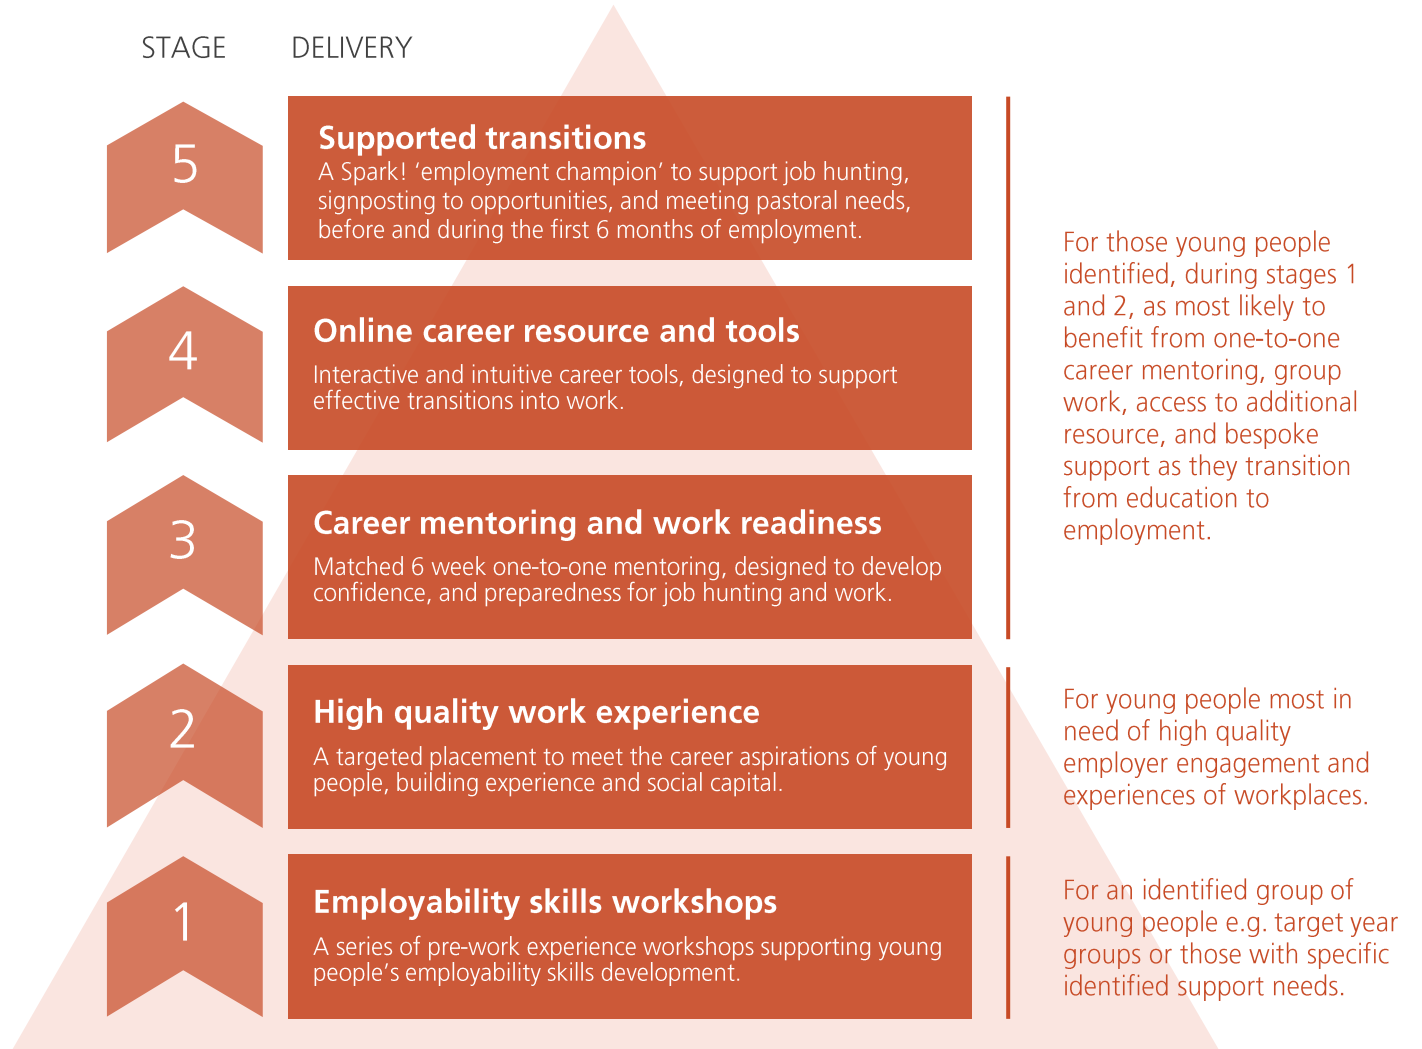 STAGE DELIVERY
5
Supported transitions
A Spark! ‘employment champion’ to support job hunting,
signposting to opportunities, and meeting pastoral needs,
before and during the first 6 months of employment.
4
Online career resource and tools
Interactive and intuitive career tools, designed to support
effective transitions into work.
3
Career mentoring and work readiness
Matched 6 week one-to-one mentoring, designed to develop
confidence, and preparedness for job hunting and work.
For those young people
identified, during stages 1
and 2, as most likely to
benefit from one-to-one
career mentoring, group
work, access to additional
resource, and bespoke
support as they transition
from education to
employment.
2
High quality work experience
A targeted placement to meet the career aspirations of young
people, building experience and social capital.
For young people most in
need of high quality
employer engagement and
experiences of workplaces.
1
Employability skills workshops
A series of pre-work experience workshops supporting young
people’s employability skills development.
For an identified group of
young people e.g. target year
groups or those with specific
identified support needs.